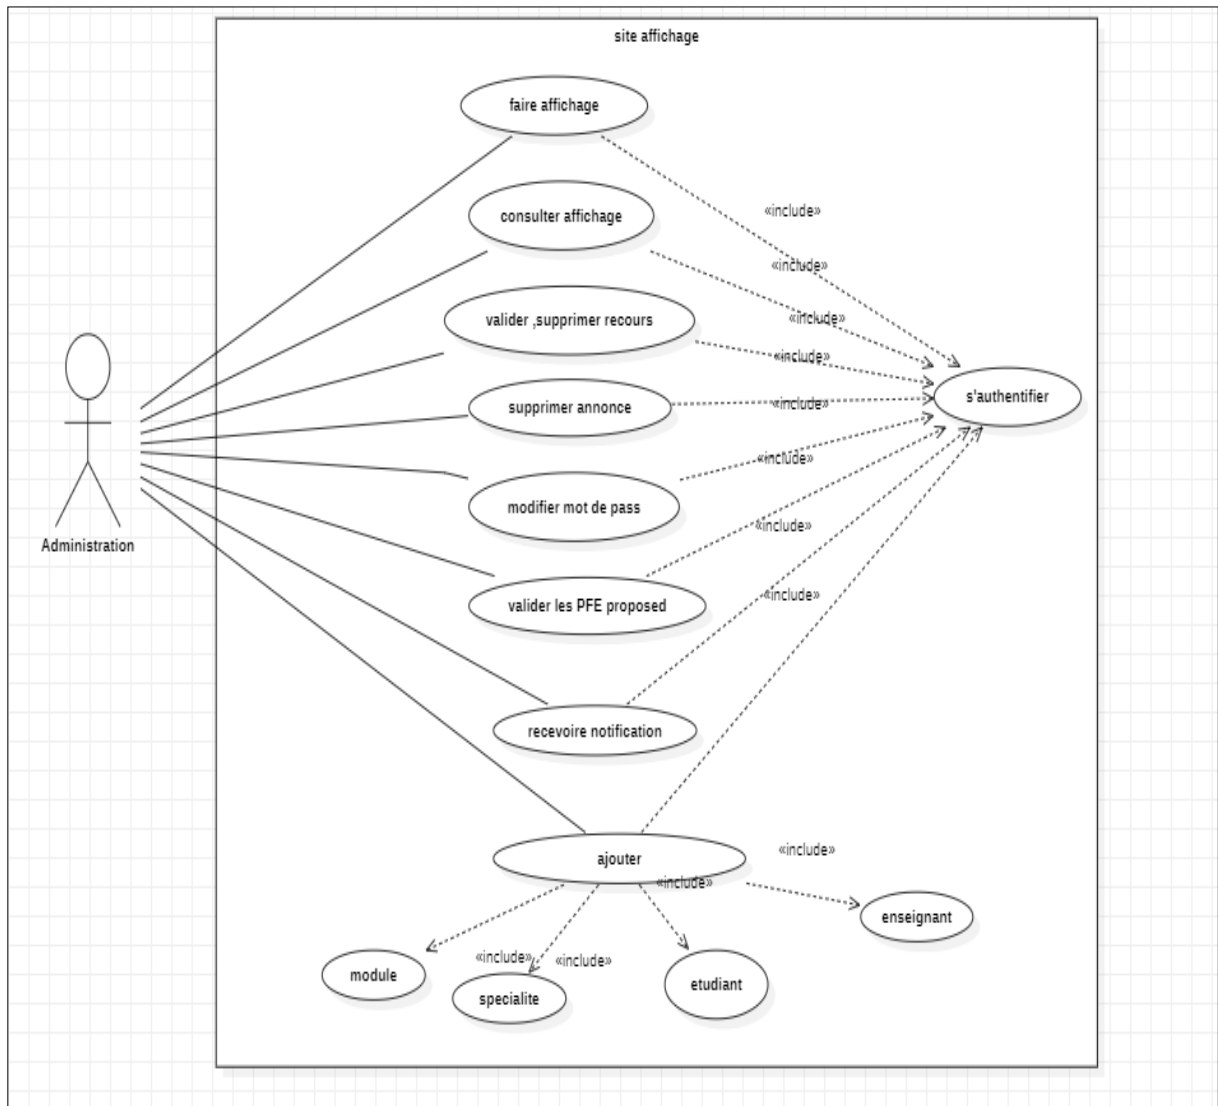 site affichage
faire affichage
«include»
consulter affichage
«include»
valider ,supprimer recours
«include»
«include»
s'authentifier
supprimer annonce
«include»
«include»
modifier mot de pass
«include»
Administration
«include»
valider les PFE proposed
recevoire notification
ajouter
«include»
«include»
enseignant
«include»
«include»
module
specialite
etudiant